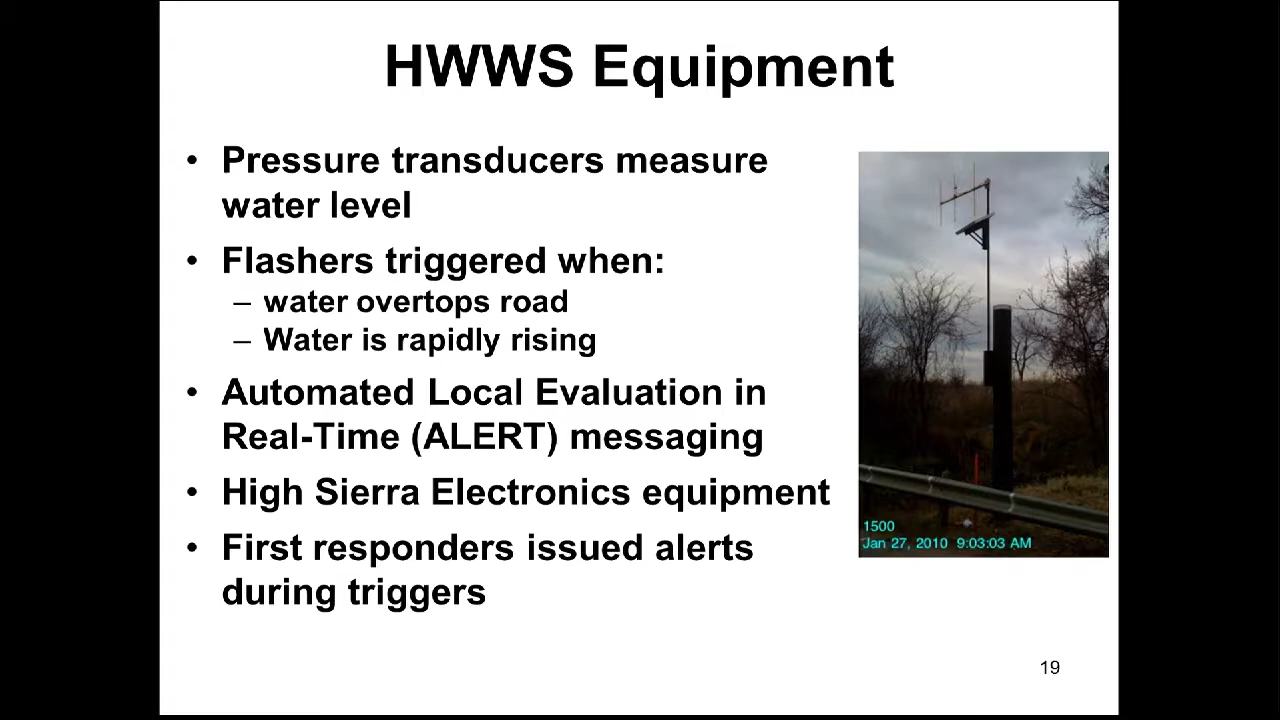 HWWS Equipment
• Pressure transducers measure
water level
• Flashers triggered when:
– water overtops road
– Water is rapidly rising
• Automated Local Evaluation in
Real-Time (ALERT) messaging
• High Sierra Electronics equipment
• First responders issued alerts
during triggers
1500
Jan 27, 2010 9:03:03 AM
19